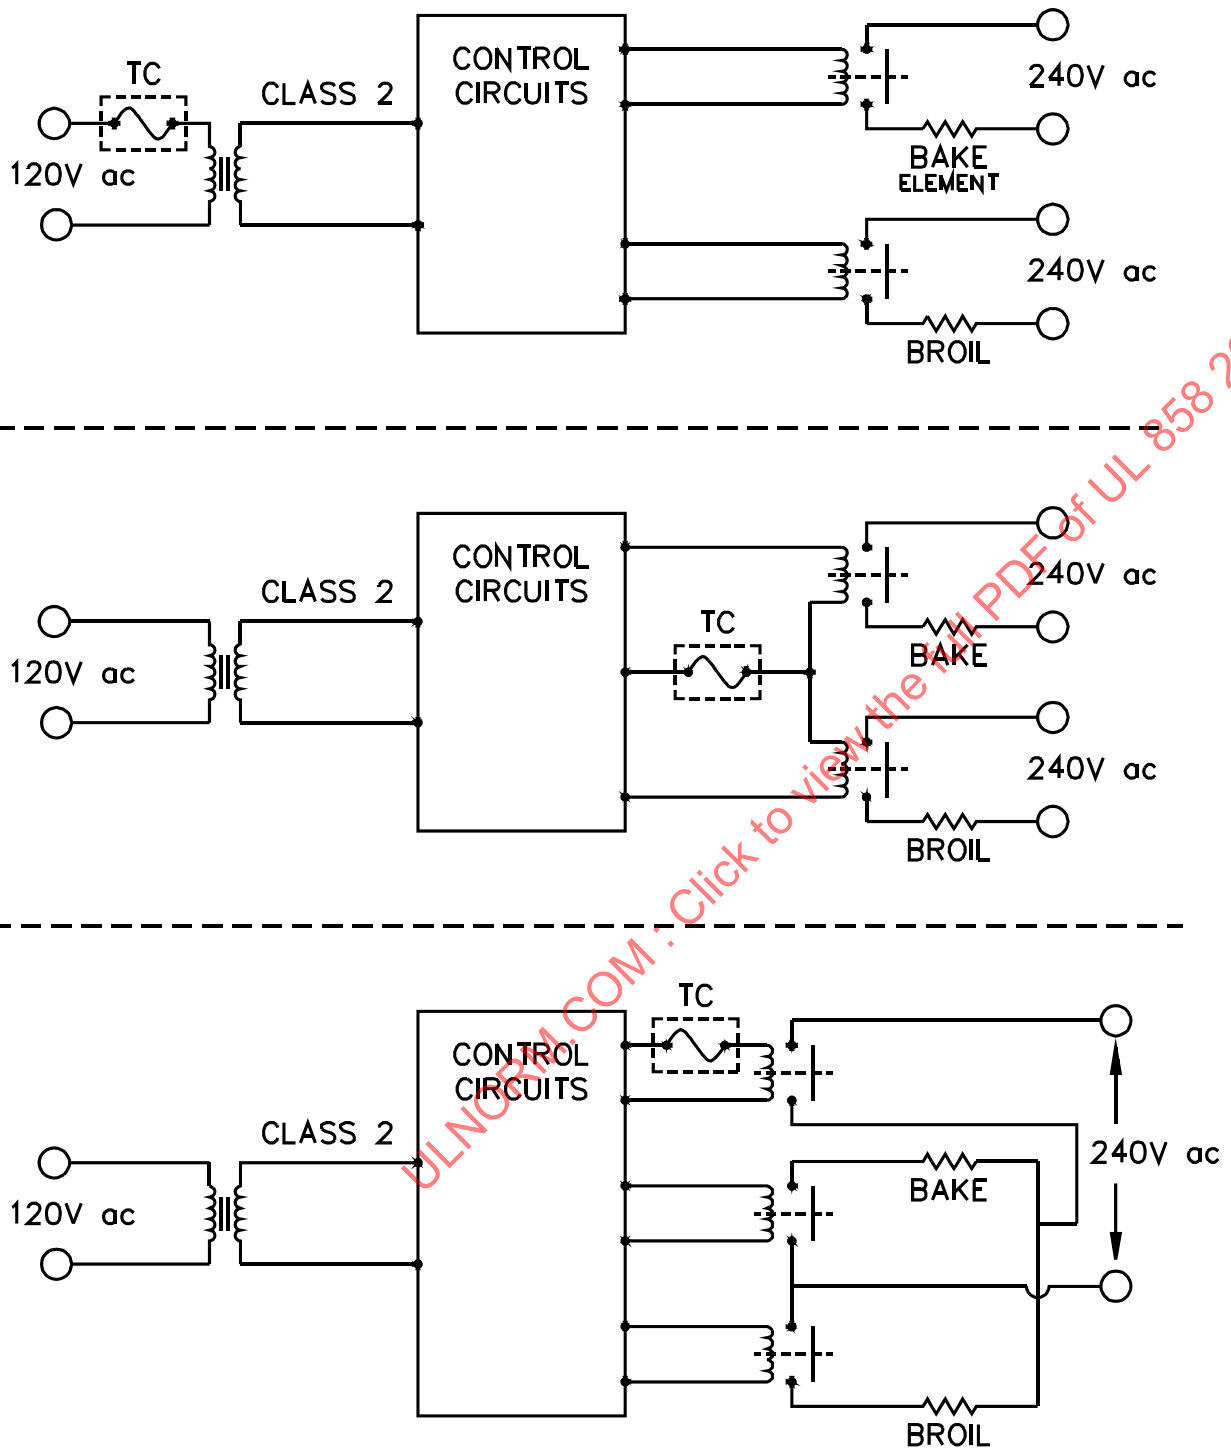 TC
CLASS 2
CONTROL
CIRCUITS
120V ac
240V ac
BAKE
ELEMENT
240V ac
BROIL
CONTROL
CIRCUITS
CLASS 2
120V ac
TC
240V ac
BAKE
240V ac
BROIL
TC
CONTROL
CIRCUITS
CLASS 2
120V ac
240V ac
BAKE
BROIL
ULNORM.COM : Click to view the full PDF of UL 858